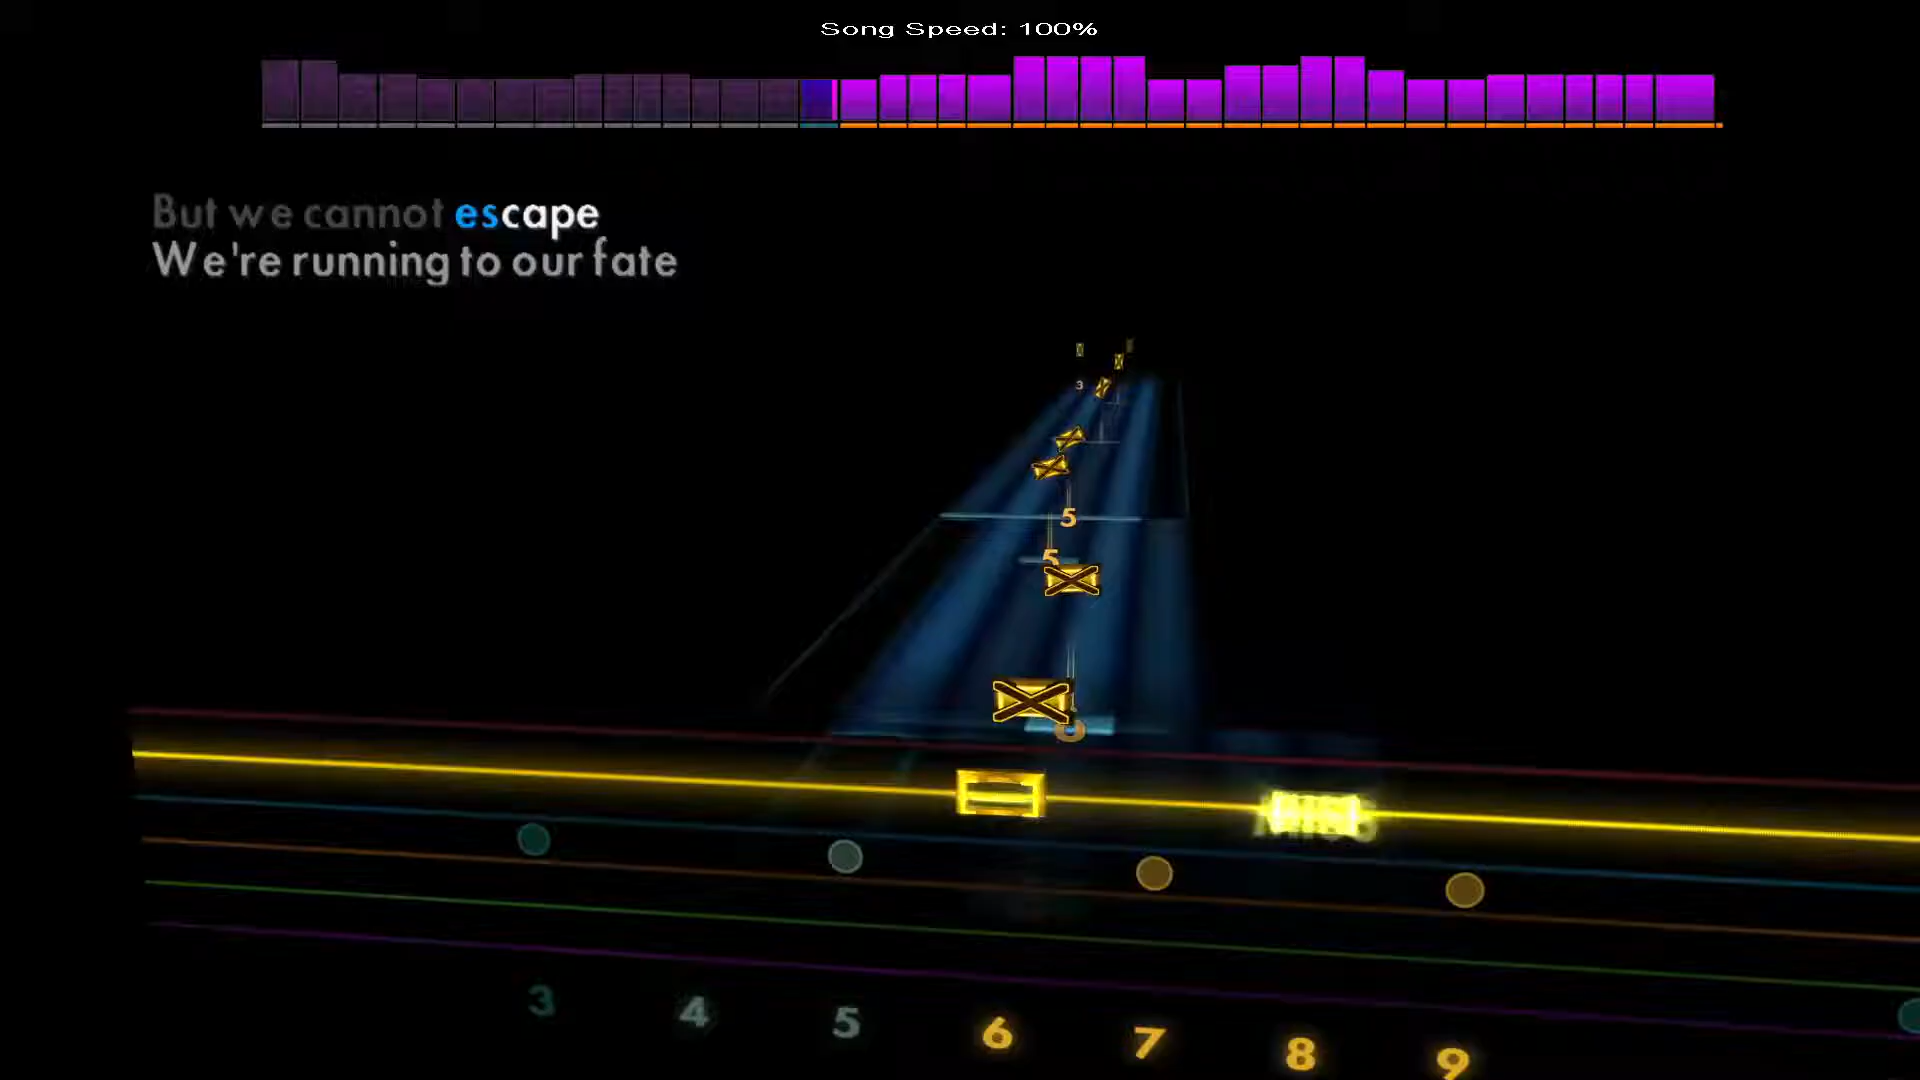 Song Speed: 100%
But we cannot escape
We're running to our fate
3
5
5
3 4 5 6 7 8 9